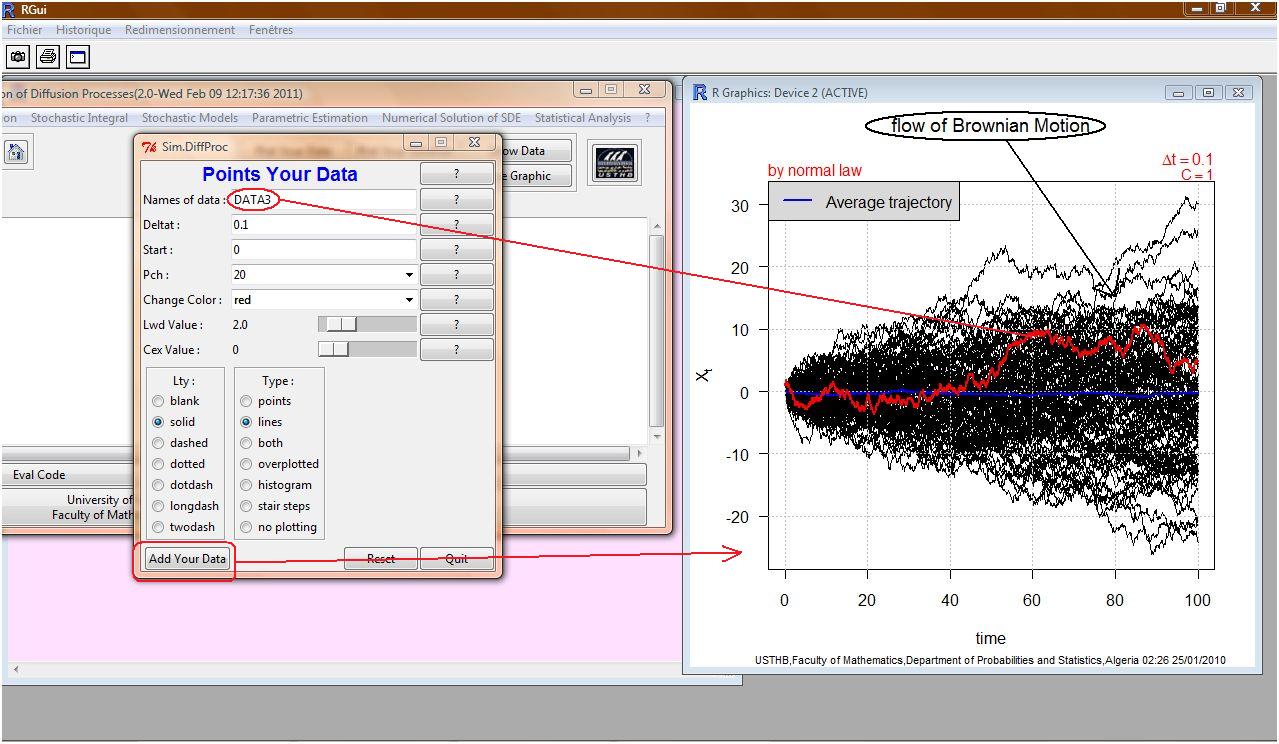 RGui
Fichier Historique Redimensionnement Fenêtres
on of Diffusion Processes(2.0-Wed Feb 09 12:17:36 2011)
on Stochastic Integral Stochastic Models Parametric Estimation Numerical Solution of SDE Statistical Analysis ?
ow Data
e Graphic
USTHB
Eval Code
University of
Faculty of Math
Sim.DiffProc
Points Your Data
?
Names of data : DATA3 ?
Deltat : 0.1 ?
Start : 0 ?
Pch : 20 ?
Change Color : red ?
Lwd Value : 2.0 ?
Cex Value : 0 ?
Lty : Type :
blank points
solid lines
dashed both
dotted overplotted
dotdash histogram
longdash stair steps
twodash no plotting
Add Your Data Reset Quit
R Graphics: Device 2 (ACTIVE)
flow of Brownian Motion
by normal law
Δt = 0.1
C = 1
Average trajectory
30
20
10
0
-10
-20
Xt
0 20 40 60 80 100
time
USTHB,Faculty of Mathematics,Department of Probabilities and Statistics,Algeria 02:26 25/01/2010